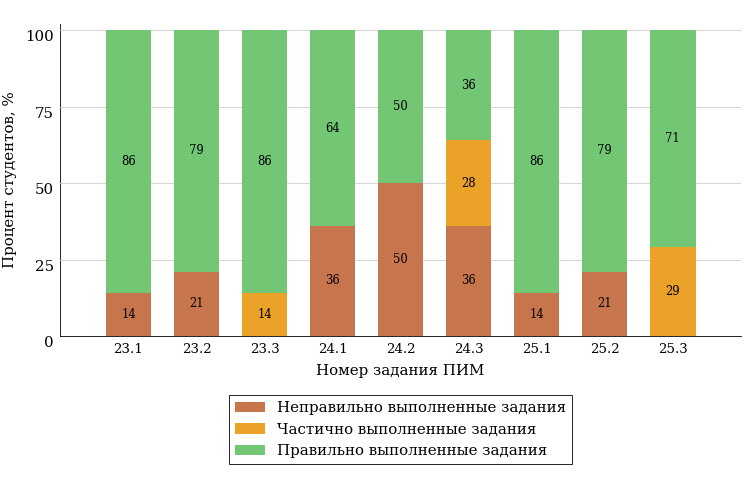 Процент студентов, %
100
75
50
25
0
86 79 86 64 50 36 86 79 71
28
14 21 14 36 50 36 14 21 29
23.1 23.2 23.3 24.1 24.2 24.3 25.1 25.2 25.3
Номер задания ПИМ
Неправильно выполненные задания
Частично выполненные задания
Правильно выполненные задания